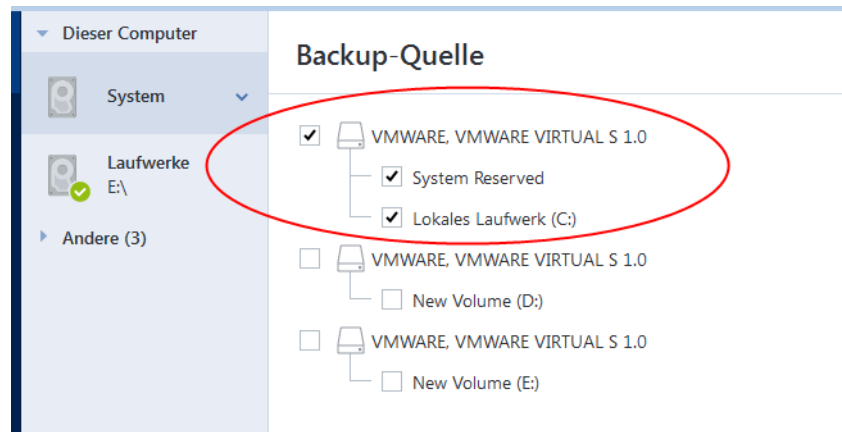 Dieser Computer
System
Laufwerke
E:\
Andere (3)
Backup-Quelle
VMWARE, VMWARE VIRTUAL S 1.0
System Reserved
Lokales Laufwerk (C:)
VMWARE, VMWARE VIRTUAL S 1.0
New Volume (D:)
VMWARE, VMWARE VIRTUAL S 1.0
New Volume (E:)